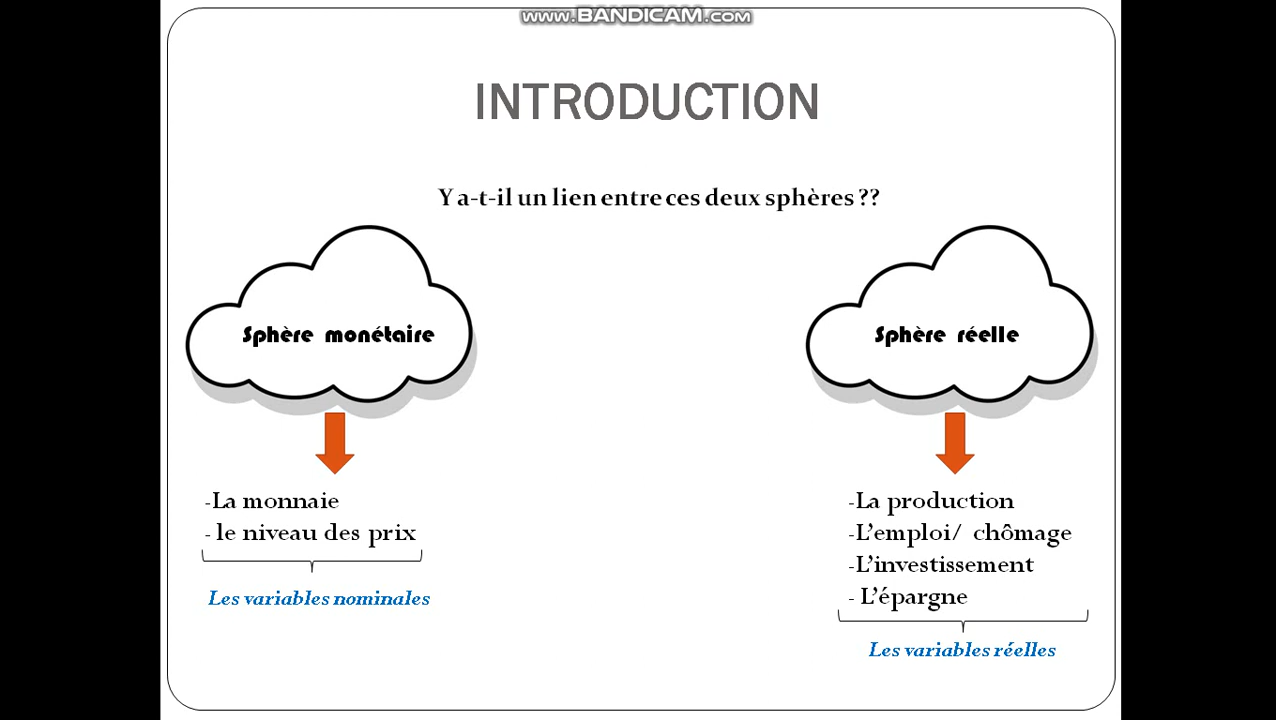 www.BANDICAM.com
INTRODUCTION
Y a-t-il un lien entre ces deux sphères ??
Sphère monétaire
Sphère réelle
-La monnaie
- le niveau des prix
Les variables nominales
-La production
-L'emploi/ chômage
-L'investissement
- L'épargne
Les variables réelles